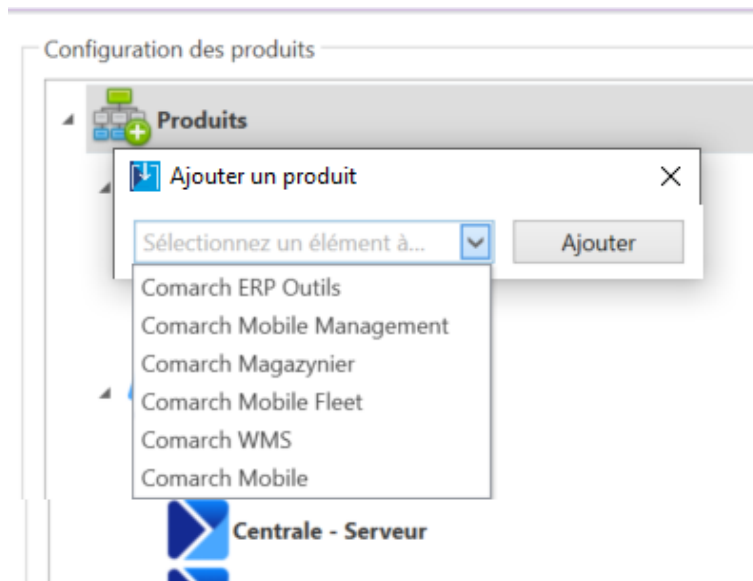 Configuration des produits
Produits
Ajouter un produit
Sélectionnez un élément à...
Ajouter
Comarch ERP Outils
Comarch Mobile Management
Comarch Magazynier
Comarch Mobile Fleet
Comarch WMS
Comarch Mobile
Centrale - Serveur